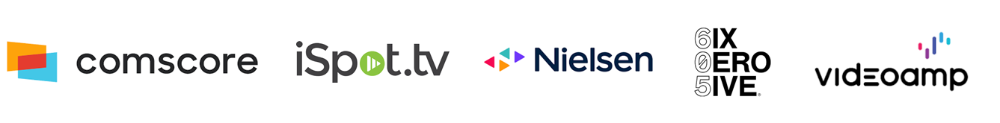 comscore
iSpot.tv
Nielsen
6IX
0ERO
5IVE®
videoamp